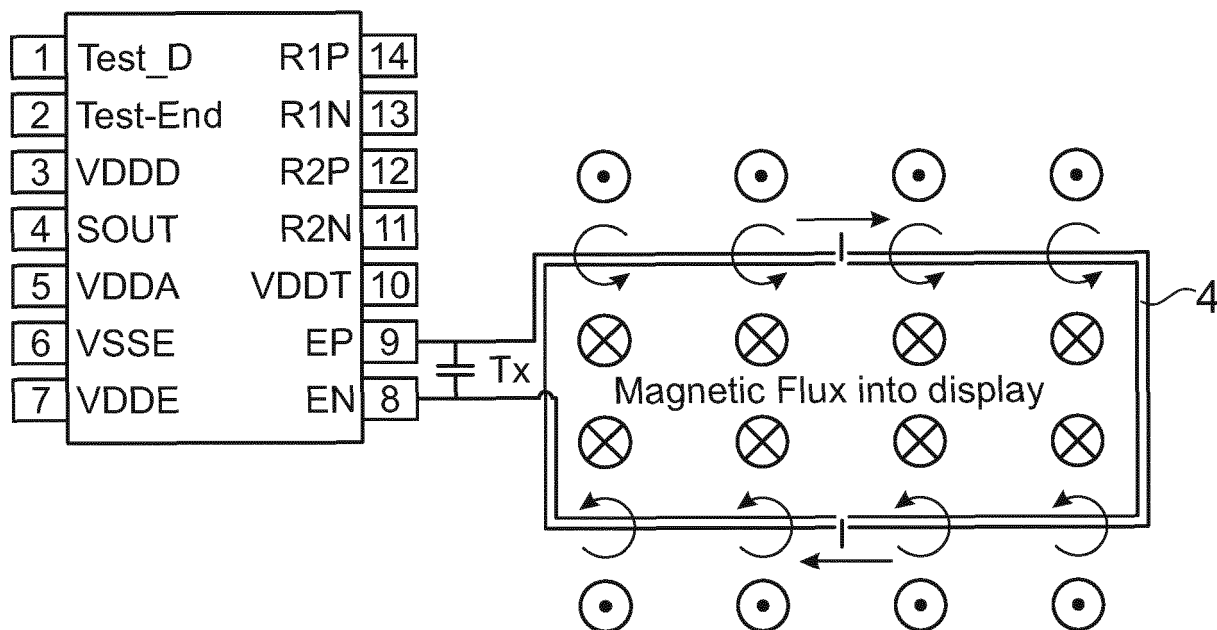 1 Test_D R1P 14
2 Test-End R1N 13
3 VDDD R2P 12
4 SOUT R2N 11
5 VDDA VDDT 10
6 VSSE EP 9
7 VDDE EN 8
Tx
I
4
Magnetic Flux into display
I